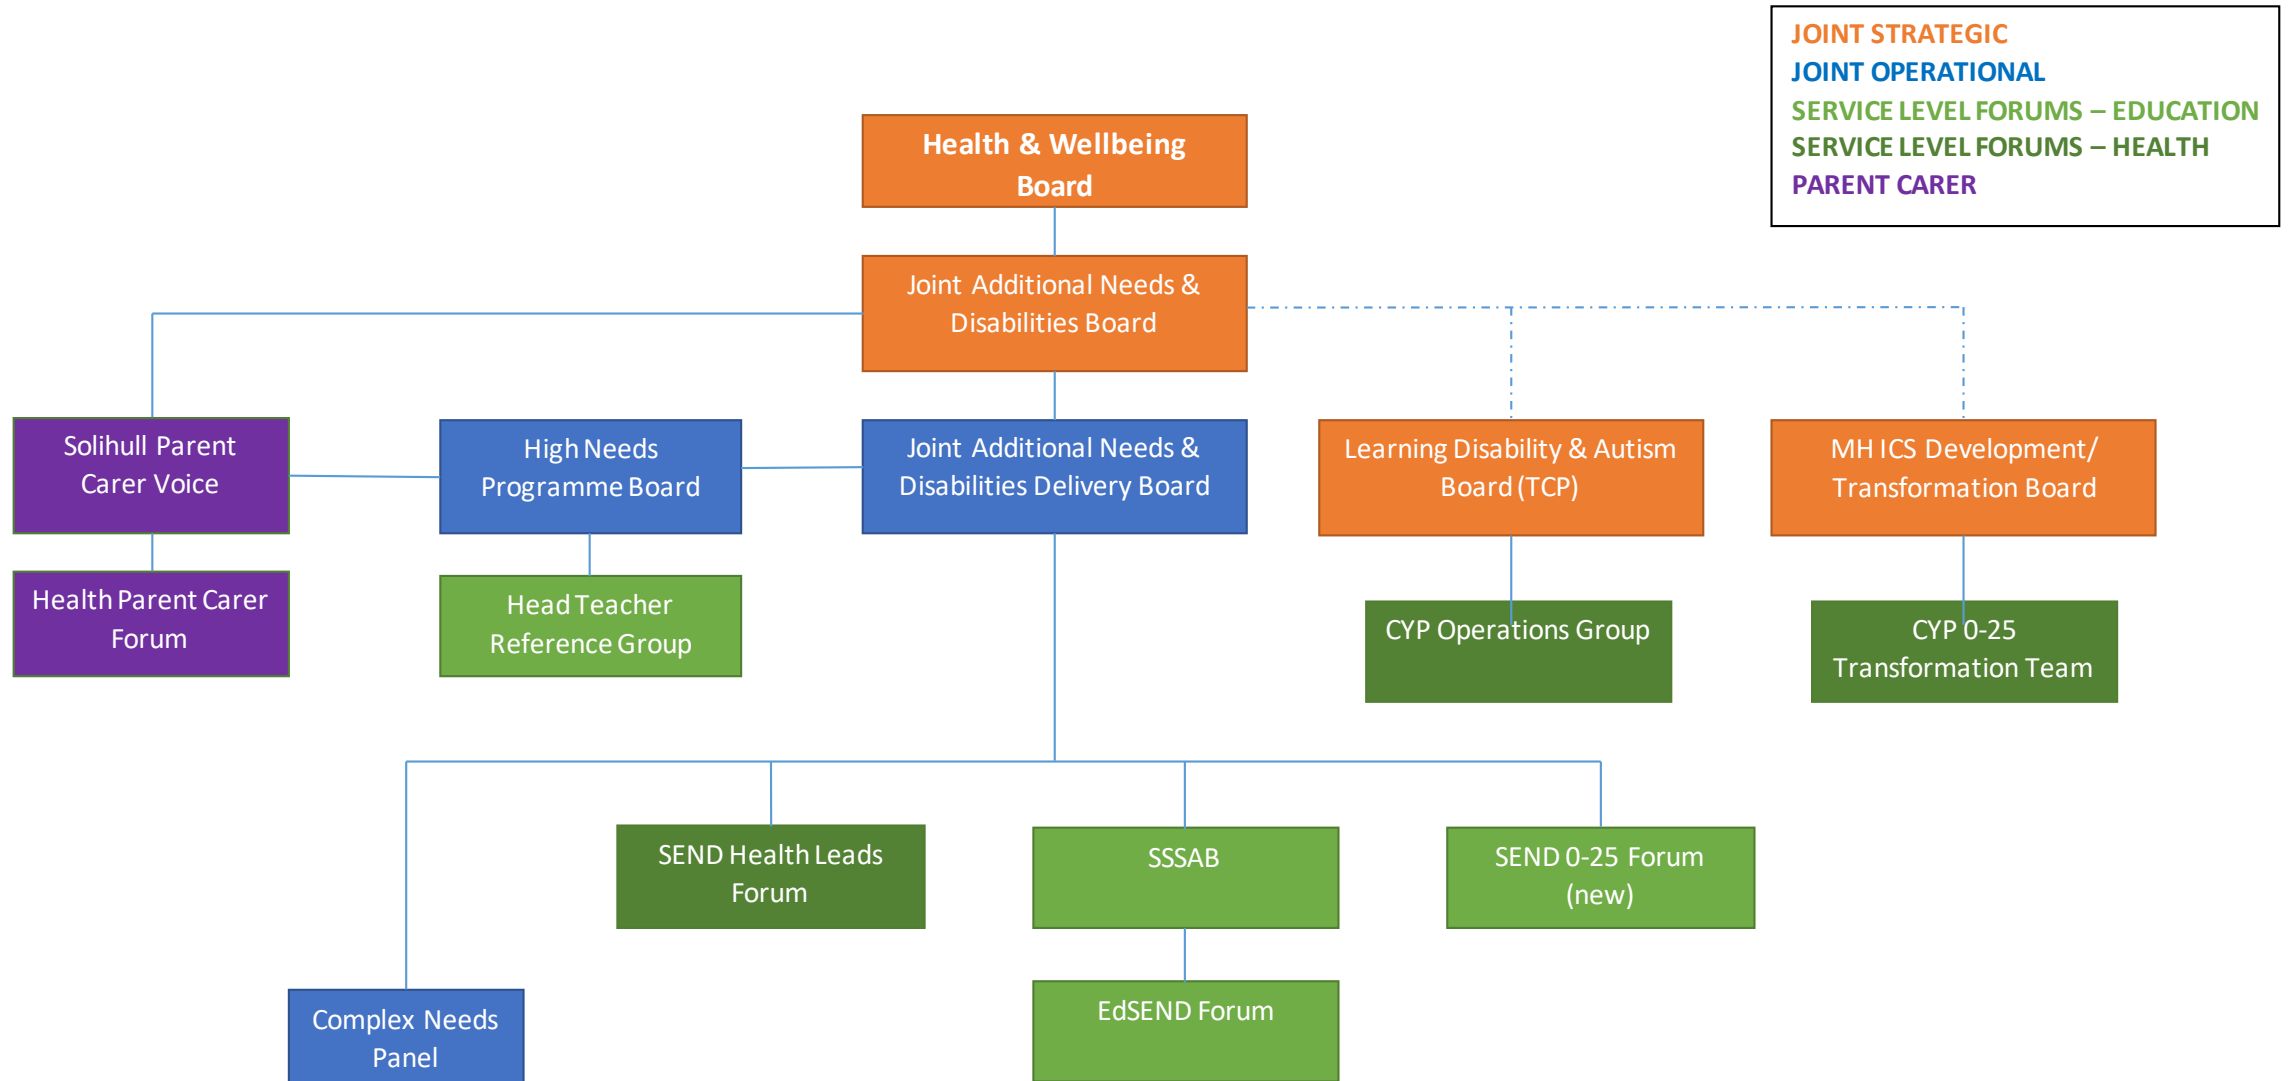 JOINT STRATEGIC
JOINT OPERATIONAL
SERVICE LEVEL FORUMS – EDUCATION
SERVICE LEVEL FORUMS – HEALTH
PARENT CARER
Health & Wellbeing
Board
Joint Additional Needs &
Disabilities Board
Solihull Parent
Carer Voice
High Needs
Programme Board
Joint Additional Needs &
Disabilities Delivery Board
Learning Disability & Autism
Board (TCP)
MH ICS Development/
Transformation Board
Health Parent Carer
Forum
Head Teacher
Reference Group
CYP Operations Group
CYP 0-25
Transformation Team
SEND Health Leads
Forum
SSSAB
SEND 0-25 Forum
(new)
Complex Needs
Panel
EdSEND Forum